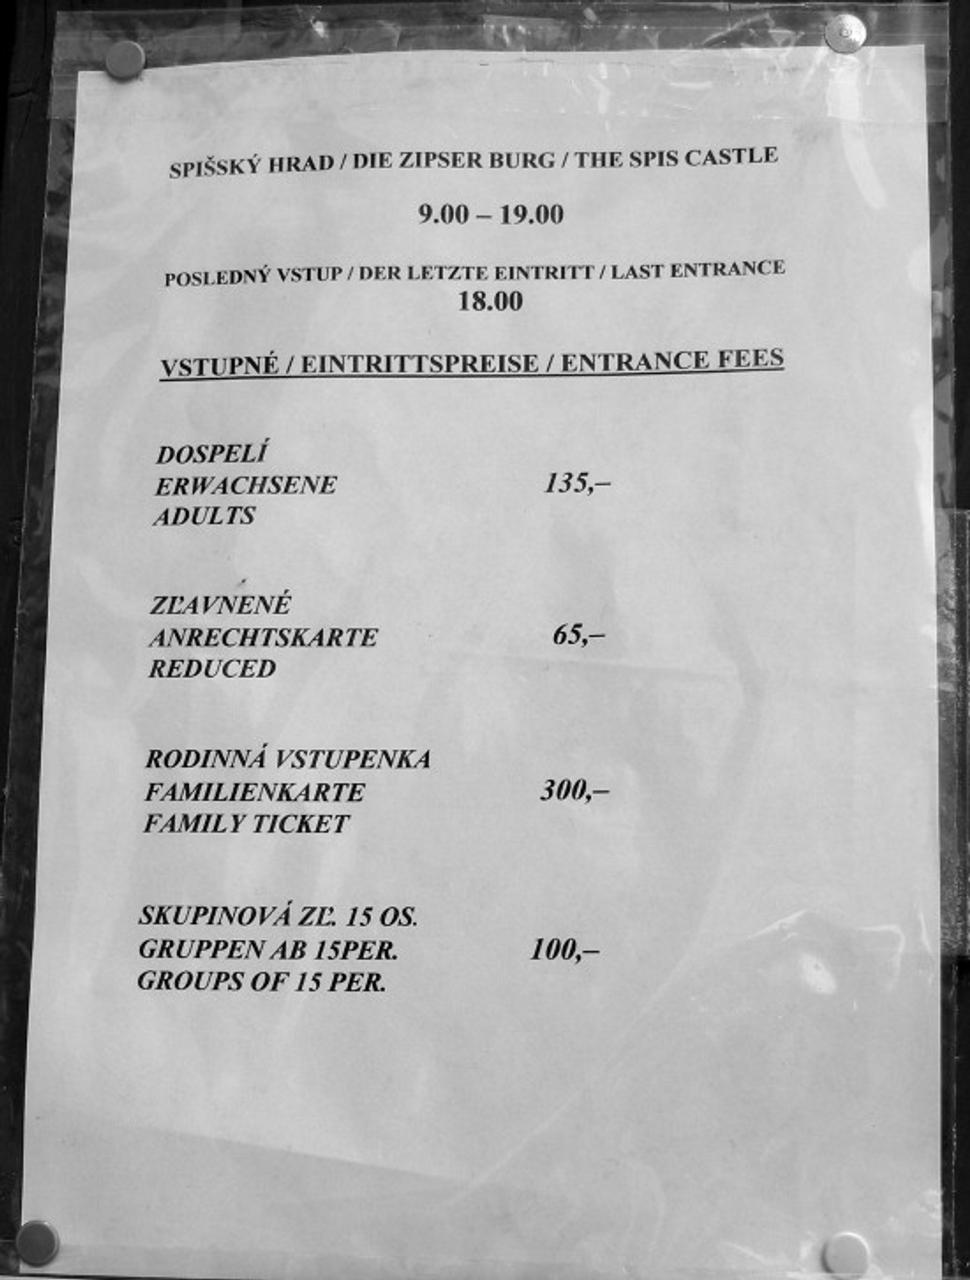 SPIŠSKÝ HRAD / DIE ZIPSER BURG / THE SPIS CASTLE
9.00 – 19.00
POSLEDNÝ VSTUP / DER LETZTE EINTRITT / LAST ENTRANCE
18.00
VSTUPNÉ / EINTRITTSPREISE / ENTRANCE FEES
DOSPELÍ
ERWACHSENE 135,–
ADULTS
ZĽAVNENÉ
ANRECHTSKARTE 65,–
REDUCED
RODINNÁ VSTUPENKA
FAMILIENKARTE 300,–
FAMILY TICKET
SKUPINOVÁ ZĽ. 15 OS.
GRUPPEN AB 15PER. 100,–
GROUPS OF 15 PER.